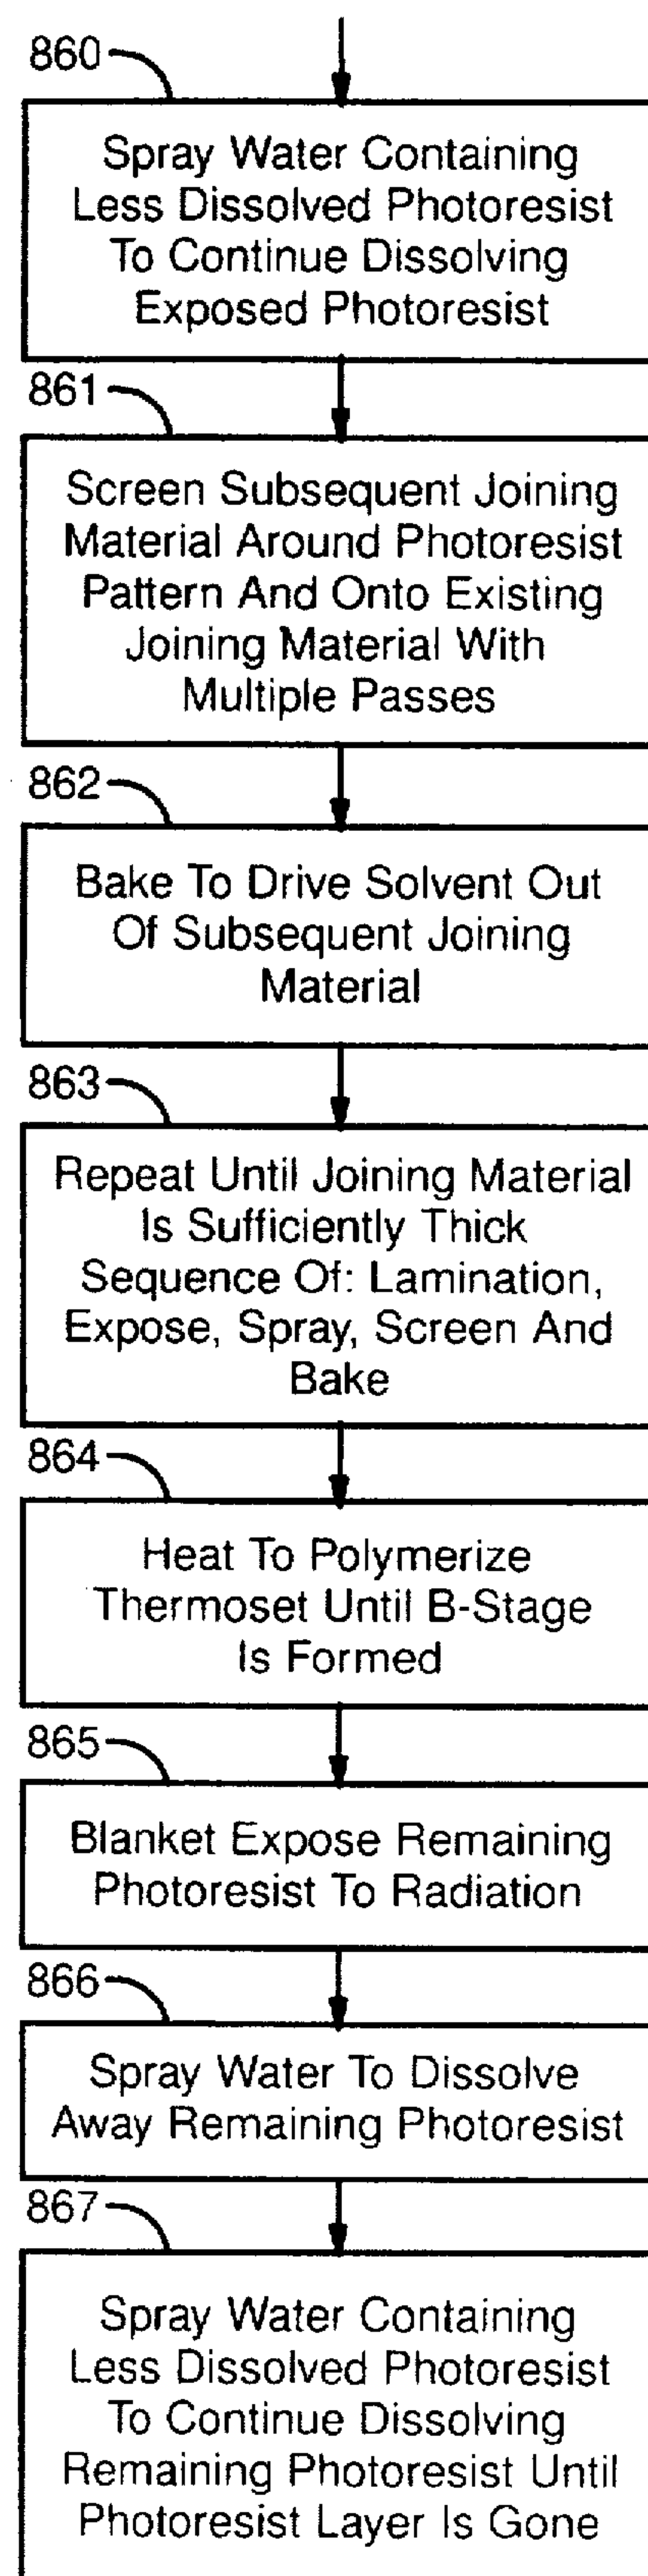 860
Spray Water Containing
Less Dissolved Photoresist
To Continue Dissolving
Exposed Photoresist
861
Screen Subsequent Joining
Material Around Photoresist
Pattern And Onto Existing
Joining Material With
Multiple Passes
862
Bake To Drive Solvent Out
Of Subsequent Joining
Material
863
Repeat Until Joining Material
Is Sufficiently Thick
Sequence Of: Lamination,
Expose, Spray, Screen And
Bake
864
Heat To Polymerize
Thermoset Until B-Stage
Is Formed
865
Blanket Expose Remaining
Photoresist To Radiation
866
Spray Water To Dissolve
Away Remaining Photoresist
867
Spray Water Containing
Less Dissolved Photoresist
To Continue Dissolving
Remaining Photoresist Until
Photoresist Layer Is Gone